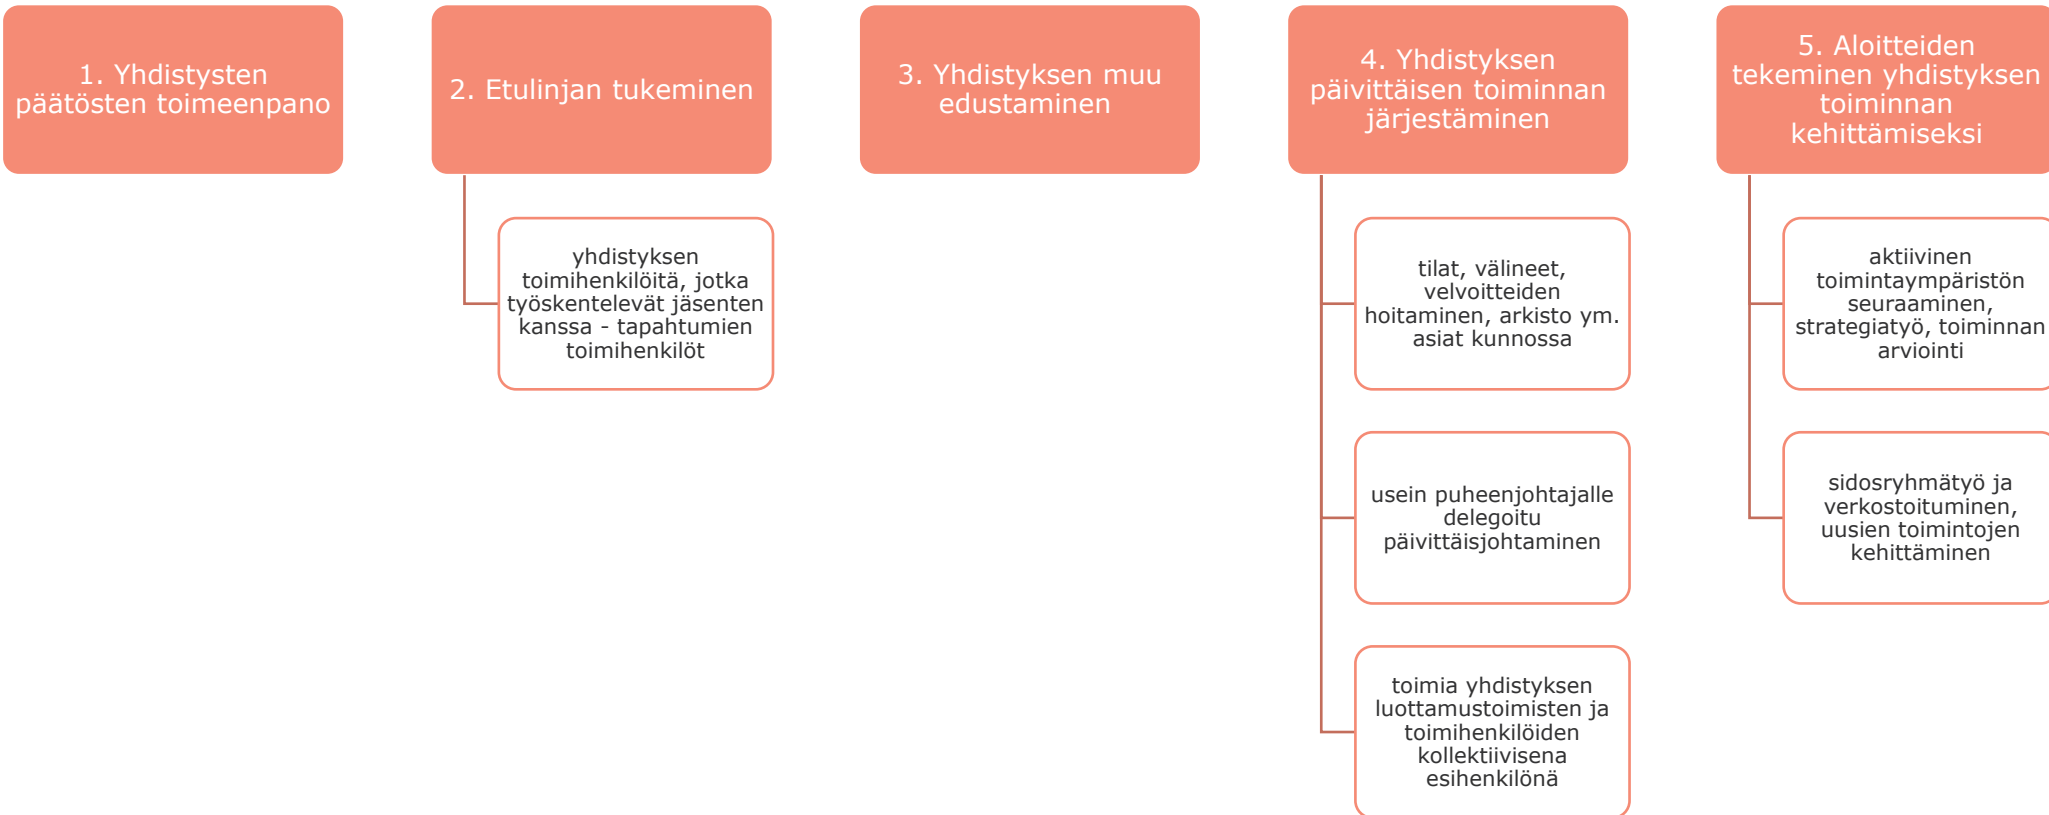 1. Yhdistysten
päätösten toimeenpano
2. Etulinjan tukeminen
yhdistyksen
toimihenkilöitä, jotka
työskentelevät jäsenten
kanssa - tapahtumien
toimihenkilöt
3. Yhdistyksen muu
edustaminen
4. Yhdistyksen
päivittäisen toiminnan
järjestäminen
tilat, välineet,
velvoitteiden
hoitaminen, arkisto ym.
asiat kunnossa
usein puheenjohtajalle
delegoitu
päivittäisjohtaminen
toimia yhdistyksen
luottamustoimisten ja
toimihenkilöiden
kollektiivisena
esihenkilönä
5. Aloitteiden
tekeminen yhdistyksen
toiminnan
kehittämiseksi
aktiivinen
toimintaympäristön
seuraaminen,
strategiatyö, toiminnan
arviointi
sidosryhmätyö ja
verkostoituminen,
uusien toimintojen
kehittäminen